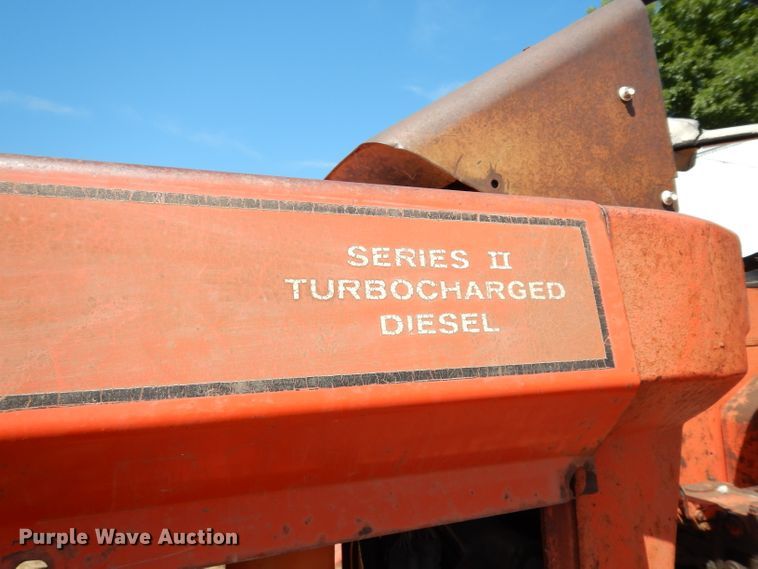 SERIES II
TURBOCHARGED
DIESEL
Purple Wave Auction